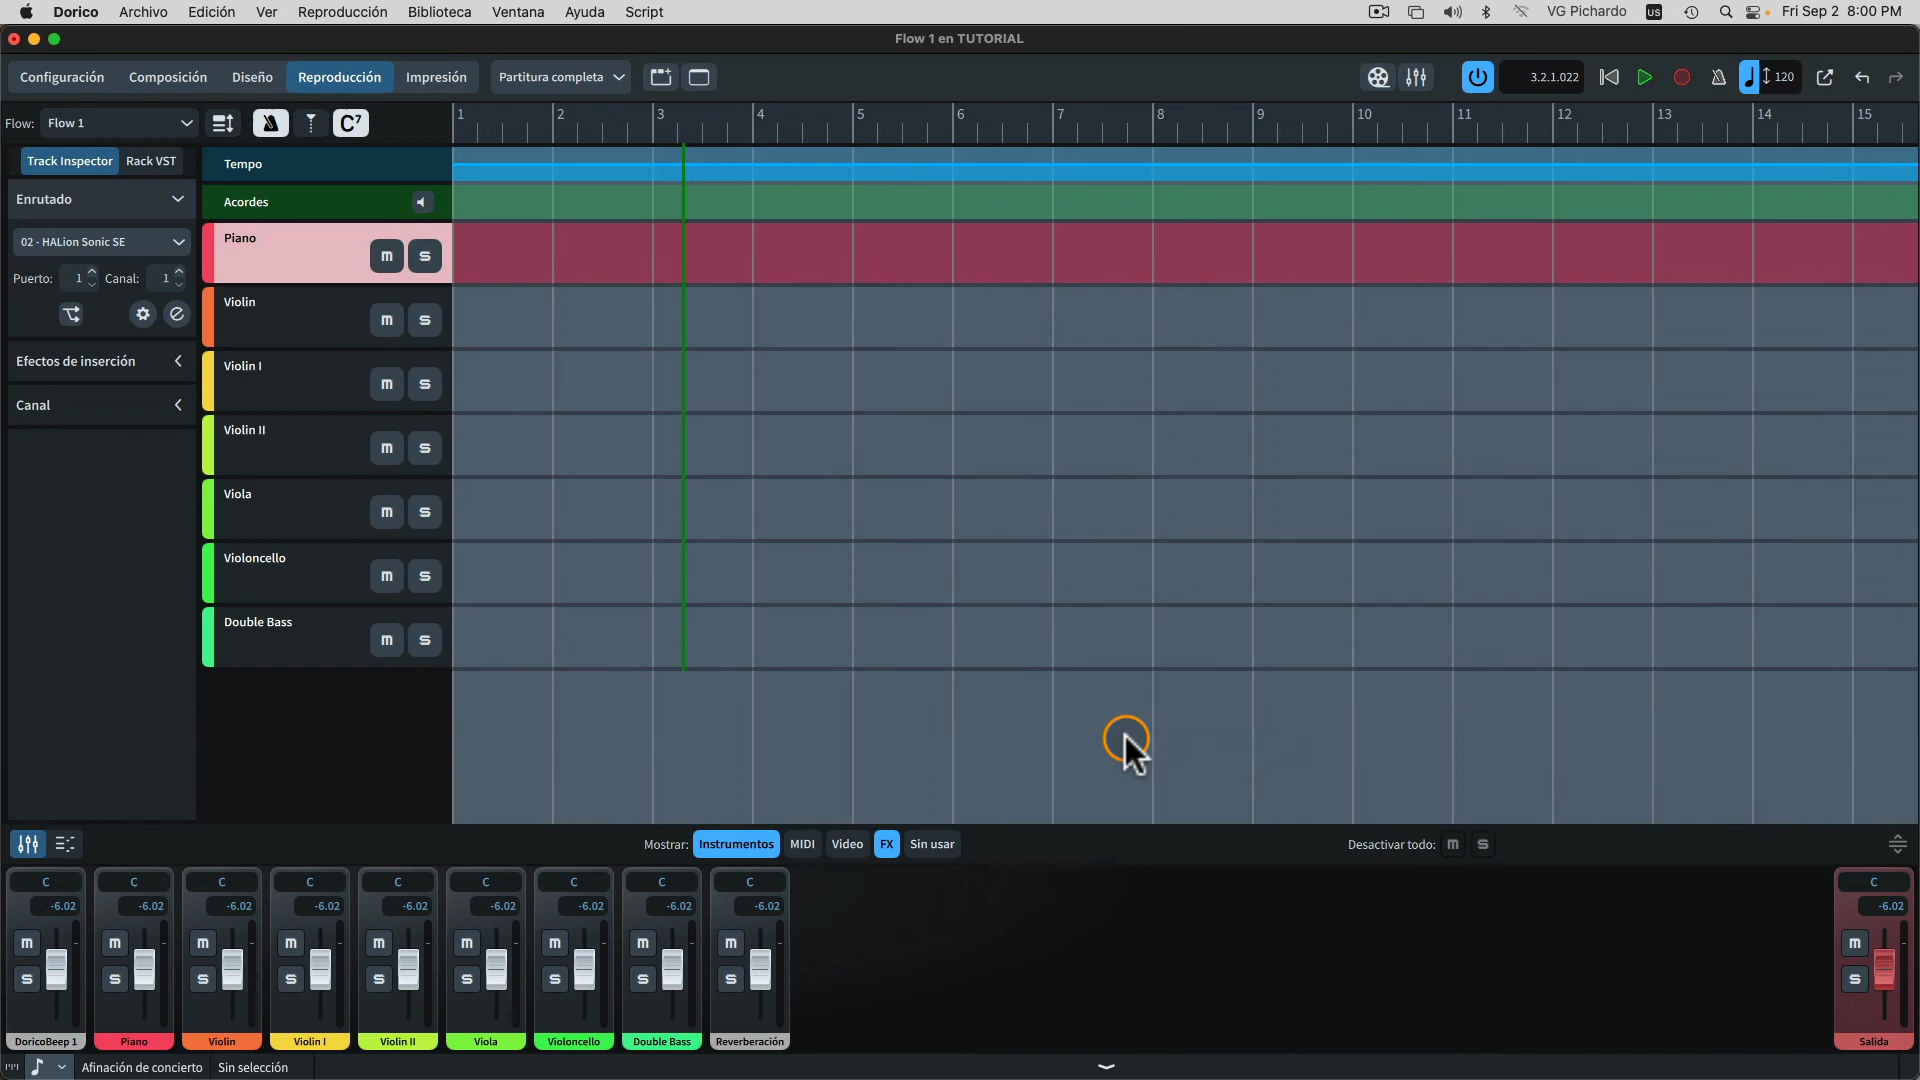 Dorico Archivo Edición Ver Reproducción Biblioteca Ventana Ayuda Script VG Pichardo US Fri Sep 2 8:00 PM
Flow 1 en TUTORIAL
Configuración Composición Diseño Reproducción Impresión Partitura completa 3.2.1.022 120
Flow: Flow 1 C7 1 2 3 4 5 6 7 8 9 10 11 12 13 14 15
Track Inspector Rack VST Tempo
Enrutado Acordes
02 - HALion Sonic SE Piano m s
Puerto: 1 Canal: 1
Violin m s
Efectos de inserción Violin I m s
Canal
Violin II m s
Viola m s
Violoncello m s
Double Bass m s
Mostrar: Instrumentos MIDI Video FX Sin usar Desactivar todo: m s
C C C C C C C C C C
-6.02 -6.02 -6.02 -6.02 -6.02 -6.02 -6.02 -6.02 -6.02 -6.02
m m m m m m m m m m
s s s s s s s s s s
DoricoBeep 1 Piano Violin Violin I Violin II Viola Violoncello Double Bass Reverberación Salida
Afinación de concierto Sin selección